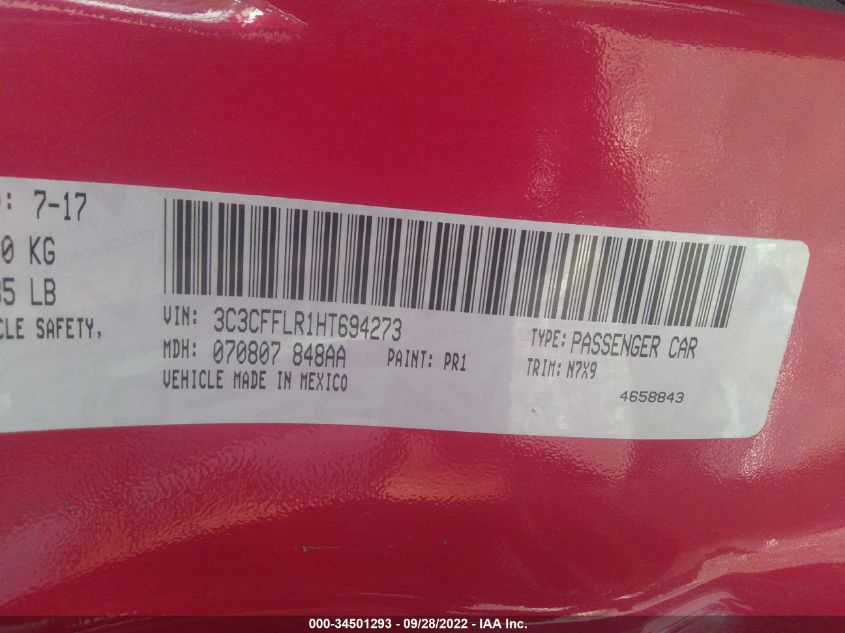 : 7-17
0 KG
5 LB
CLE SAFETY,
VIN: 3C3CFFLR1HT694273
TYPE: PASSENGER CAR
MDH: 070807 848AA PAINT: PR1
TRIM: N7X9
VEHICLE MADE IN MEXICO
4658843
000-34501293 - 09/28/2022 - IAA Inc.